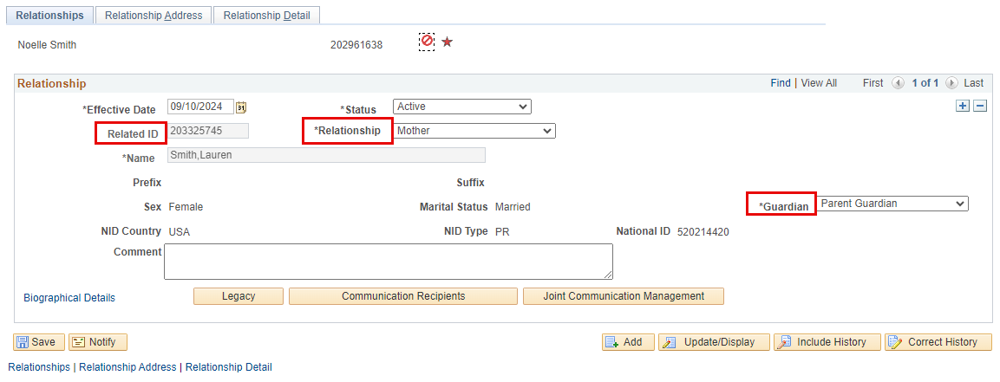 Relationships Relationship Address Relationship Detail
Noelle Smith 202961638
Relationship Find | View All First 1 of 1 Last
*Effective Date 09/10/2024 31 *Status Active
Related ID 203325745 *Relationship Mother
*Name Smith,Lauren
Prefix Suffix
Sex Female Marital Status Married *Guardian Parent Guardian
NID Country USA NID Type PR National ID 520214420
Comment
Biographical Details Legacy Communication Recipients Joint Communication Management
Save Notify Add Update/Display Include History Correct History
Relationships | Relationship Address | Relationship Detail